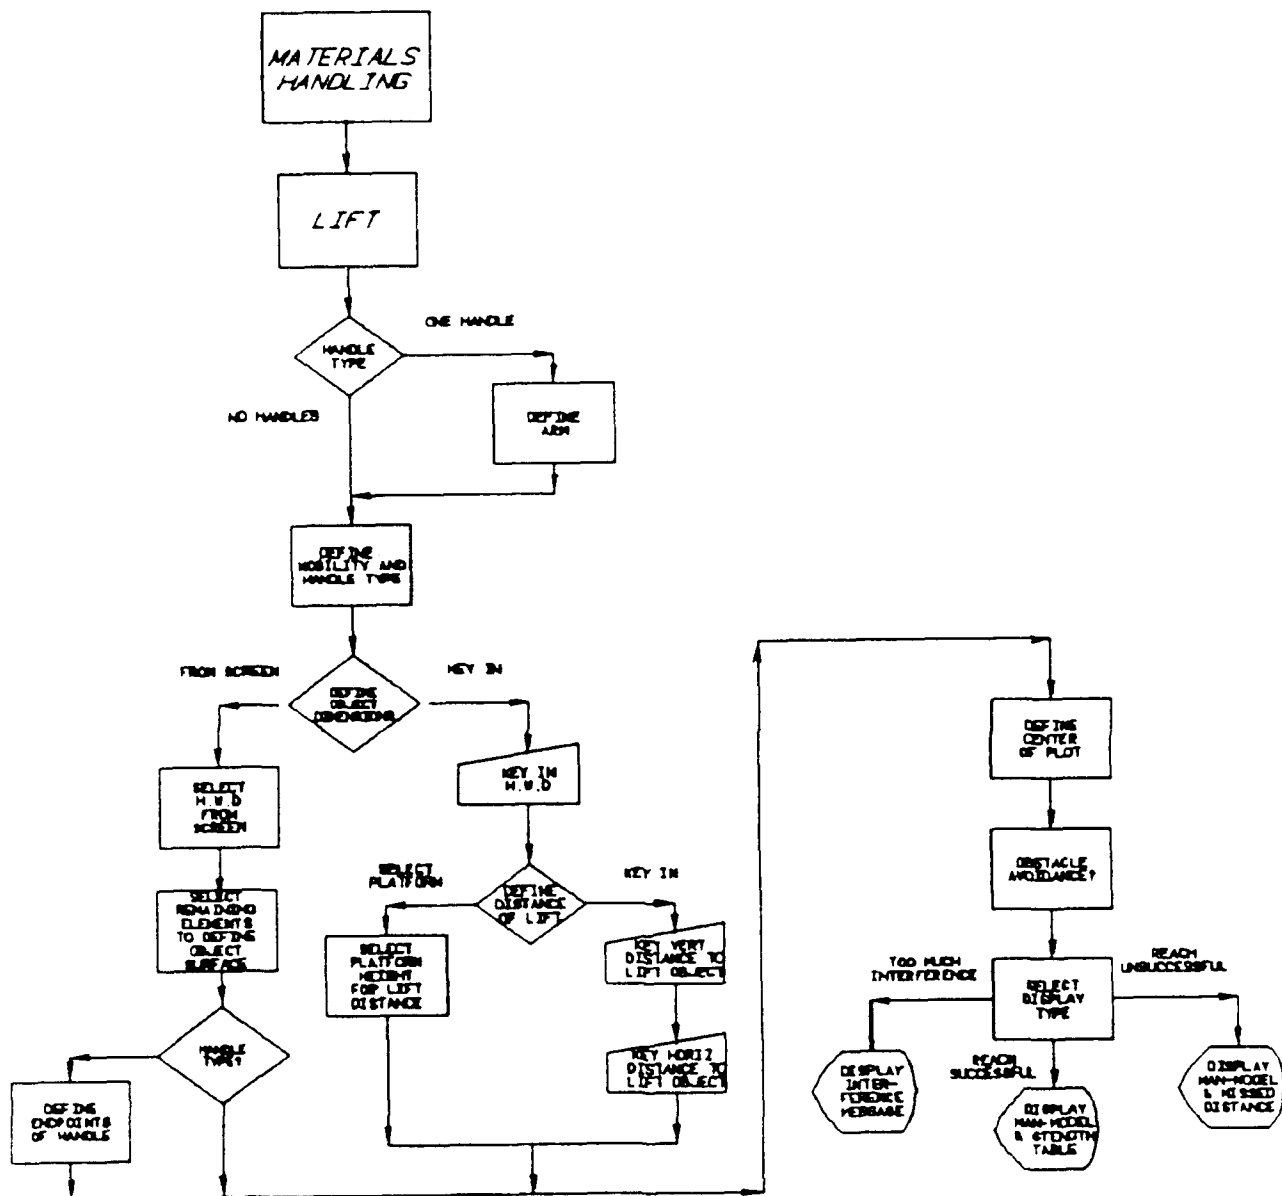 MATERIALS
HANDLING
LIFT
HANDLE
TYPE
ONE HANDLE
NO HANDLES
DEFINE
ARM
DEFINE
MOBILITY AND
HANDLE TYPE
FROM SCREEN
KEY IN
DEFINE
OBJECT
DIMENSIONS
SELECT
H.W.D
FROM
SCREEN
KEY IN
H.W.D
SELECT
REMAINING
ELEMENTS
TO DEFINE
OBJECT
SURFACE
SELECT
PLATFORM
KEY IN
DEFINE
DISTANCE
OF LIFT
SELECT
PLATFORM
HEIGHT
FOR LIFT
DISTANCE
KEY VERT
DISTANCE TO
LIFT OBJECT
KEY HORIZ
DISTANCE TO
LIFT OBJECT
HANDLE
TYPE?
DEFINE
ENDPOINTS
OF HANDLE
DEFINE
CENTER
OF PLOT
OBSTACLE
AVOIDANCE?
TOO MUCH
INTERFERENCE
REACH
UNSUCCESSFUL
SELECT
DISPLAY
TYPE
REACH
SUCCESSFUL
DISPLAY
INTER-
FERENCE
MESSAGE
DISPLAY
MAN-MODEL
& STENGTH
TABLE
DISPLAY
MAN-MODEL
& MISSED
DISTANCE